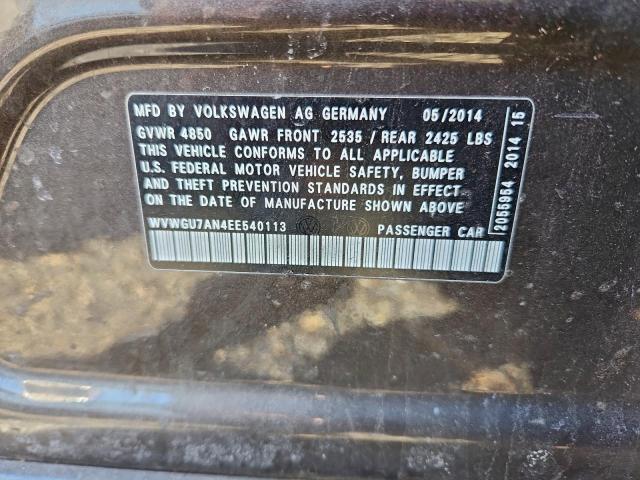 MFD BY VOLKSWAGEN AG GERMANY 05/2014
GVWR 4850 GAWR FRONT 2535 / REAR 2425 LBS
THIS VEHICLE CONFORMS TO ALL APPLICABLE
U.S. FEDERAL MOTOR VEHICLE SAFETY, BUMPER
AND THEFT PREVENTION STANDARDS IN EFFECT
ON THE DATE OF MANUFACTURE SHOWN ABOVE
WVWGU7AN4EE540113 PASSENGER CAR
2055954 2014 15